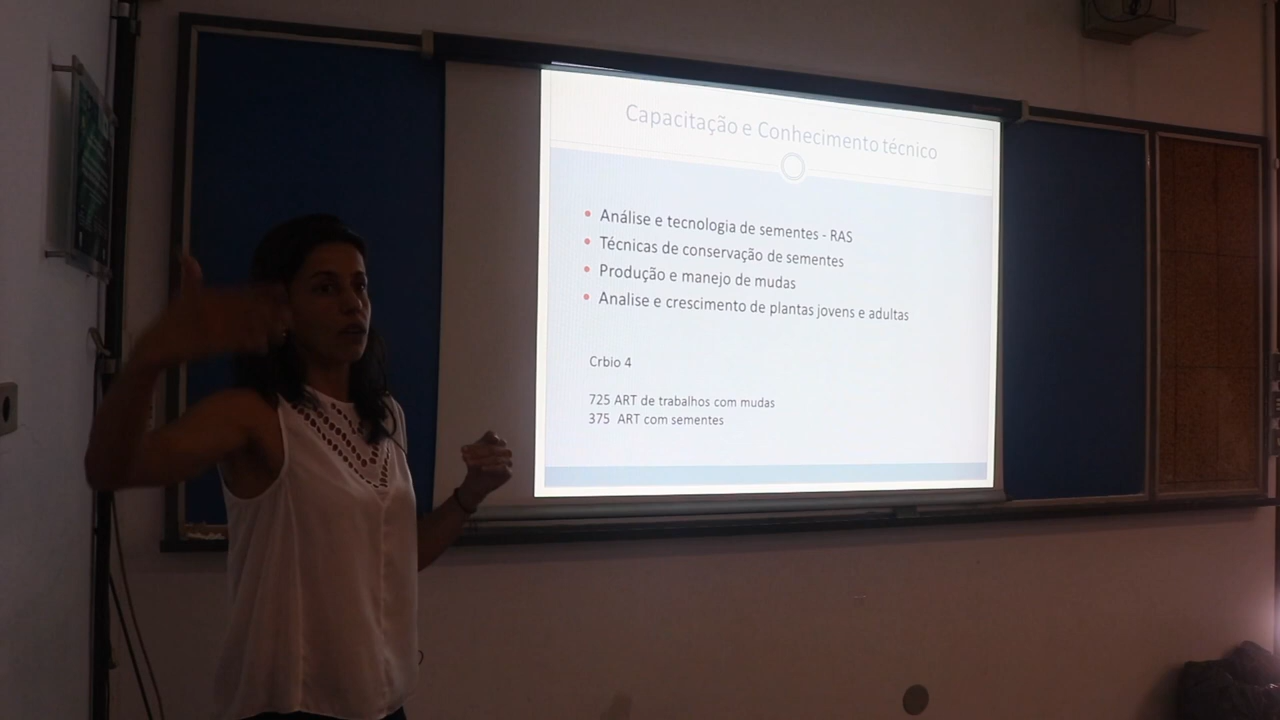 Capacitação e Conhecimento técnico
Análise e tecnologia de sementes - RAS
Técnicas de conservação de sementes
Produção e manejo de mudas
Analise e crescimento de plantas jovens e adultas
Crbio 4
725 ART de trabalhos com mudas
375 ART com sementes